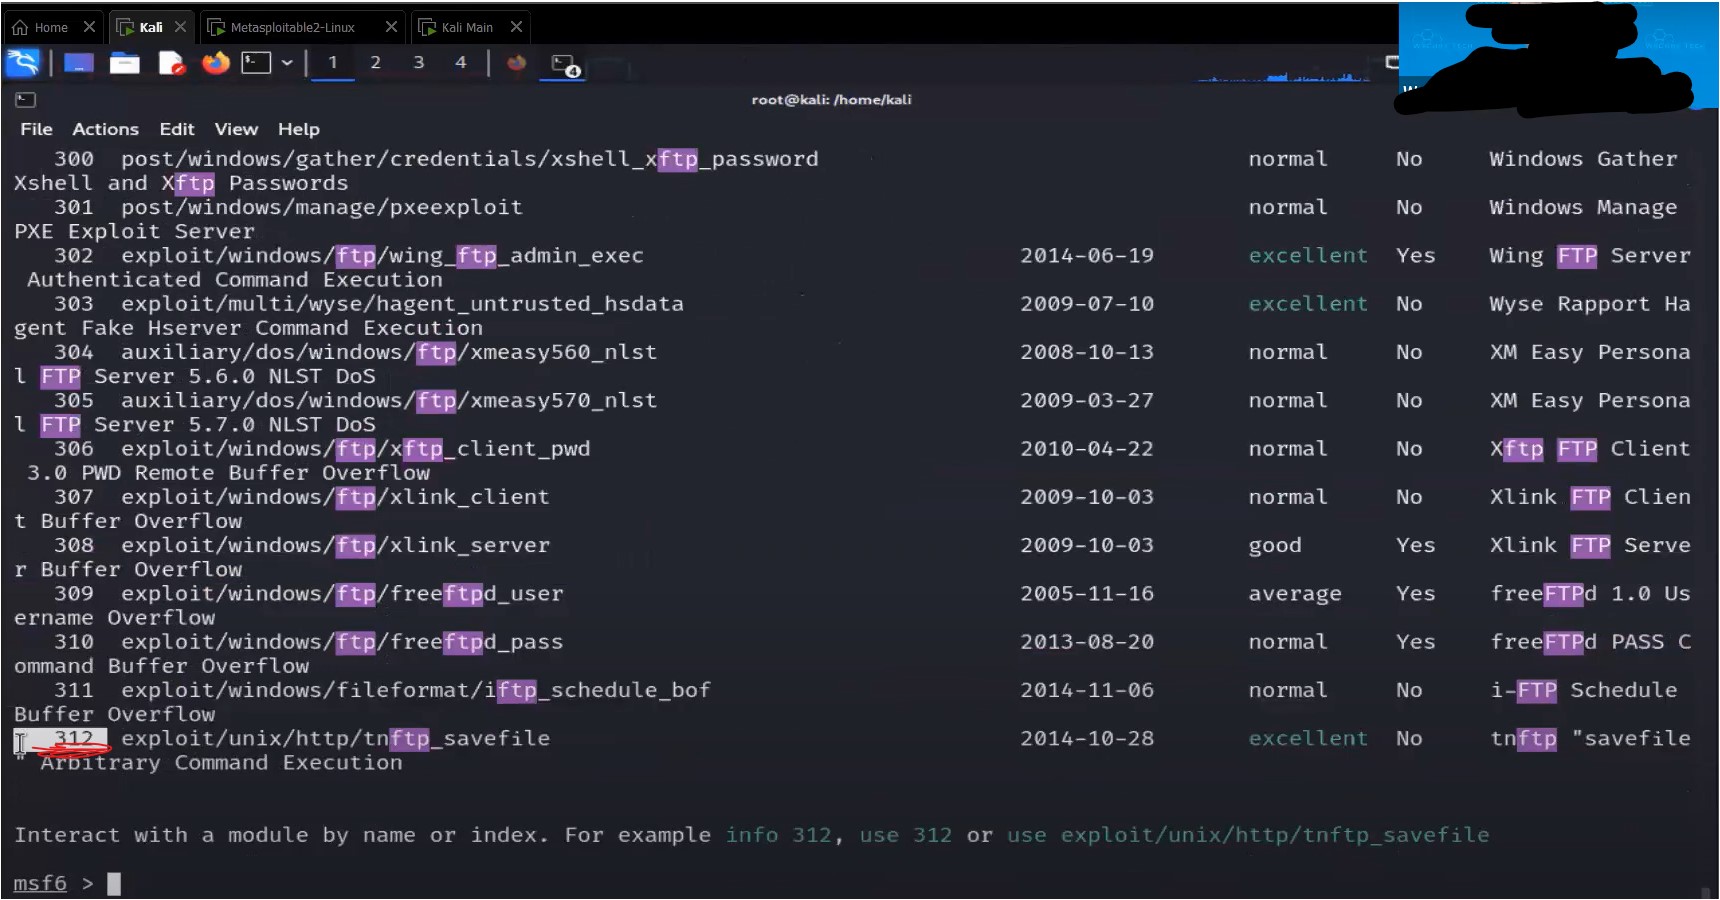 Home
Kali
Metasploitable2-Linux
Kali Main
1 2 3 4
4
root@kali: /home/kali
File Actions Edit View Help
300 post/windows/gather/credentials/xshell_xftp_password normal No Windows Gather
Xshell and Xftp Passwords
301 post/windows/manage/pxeexploit normal No Windows Manage
PXE Exploit Server
302 exploit/windows/ftp/wing_ftp_admin_exec 2014-06-19 excellent Yes Wing FTP Server
Authenticated Command Execution
303 exploit/multi/wyse/hagent_untrusted_hsdata 2009-07-10 excellent No Wyse Rapport Ha
gent Fake Hserver Command Execution
304 auxiliary/dos/windows/ftp/xmeasy560_nlst 2008-10-13 normal No XM Easy Persona
l FTP Server 5.6.0 NLST DoS
305 auxiliary/dos/windows/ftp/xmeasy570_nlst 2009-03-27 normal No XM Easy Persona
l FTP Server 5.7.0 NLST DoS
306 exploit/windows/ftp/xftp_client_pwd 2010-04-22 normal No Xftp FTP Client
3.0 PWD Remote Buffer Overflow
307 exploit/windows/ftp/xlink_client 2009-10-03 normal No Xlink FTP Clien
t Buffer Overflow
308 exploit/windows/ftp/xlink_server 2009-10-03 good Yes Xlink FTP Serve
r Buffer Overflow
309 exploit/windows/ftp/freeftpd_user 2005-11-16 average Yes freeFTPd 1.0 Us
ername Overflow
310 exploit/windows/ftp/freeftpd_pass 2013-08-20 normal Yes freeFTPd PASS C
ommand Buffer Overflow
311 exploit/windows/fileformat/iftp_schedule_bof 2014-11-06 normal No i-FTP Schedule
Buffer Overflow
312 exploit/unix/http/tnftp_savefile 2014-10-28 excellent No tnftp "savefile
" Arbitrary Command Execution
Interact with a module by name or index. For example info 312, use 312 or use exploit/unix/http/tnftp_savefile
msf6 >